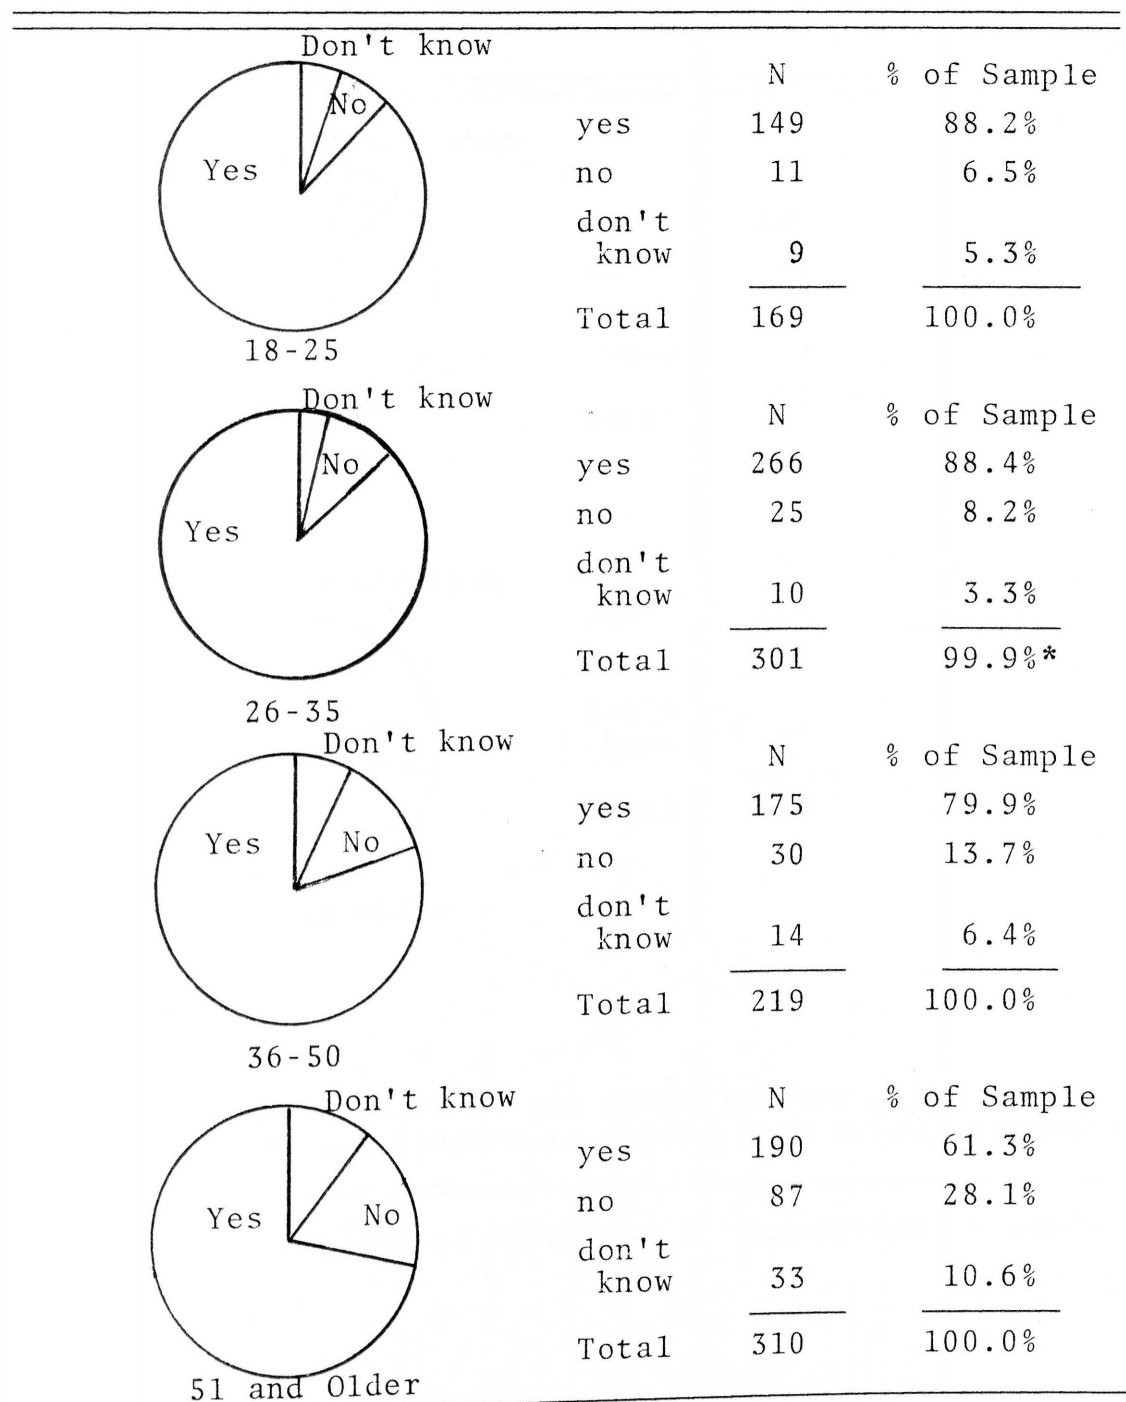 Don't know
No
Yes
18-25
N % of Sample
yes 149 88.2%
no 11 6.5%
don't
know 9 5.3%
Total 169 100.0%
Don't know
No
Yes
26-35
N % of Sample
yes 266 88.4%
no 25 8.2%
don't
know 10 3.3%
Total 301 99.9%*
Don't know
Yes No
36-50
N % of Sample
yes 175 79.9%
no 30 13.7%
don't
know 14 6.4%
Total 219 100.0%
Don't know
Yes No
51 and Older
N % of Sample
yes 190 61.3%
no 87 28.1%
don't
know 33 10.6%
Total 310 100.0%